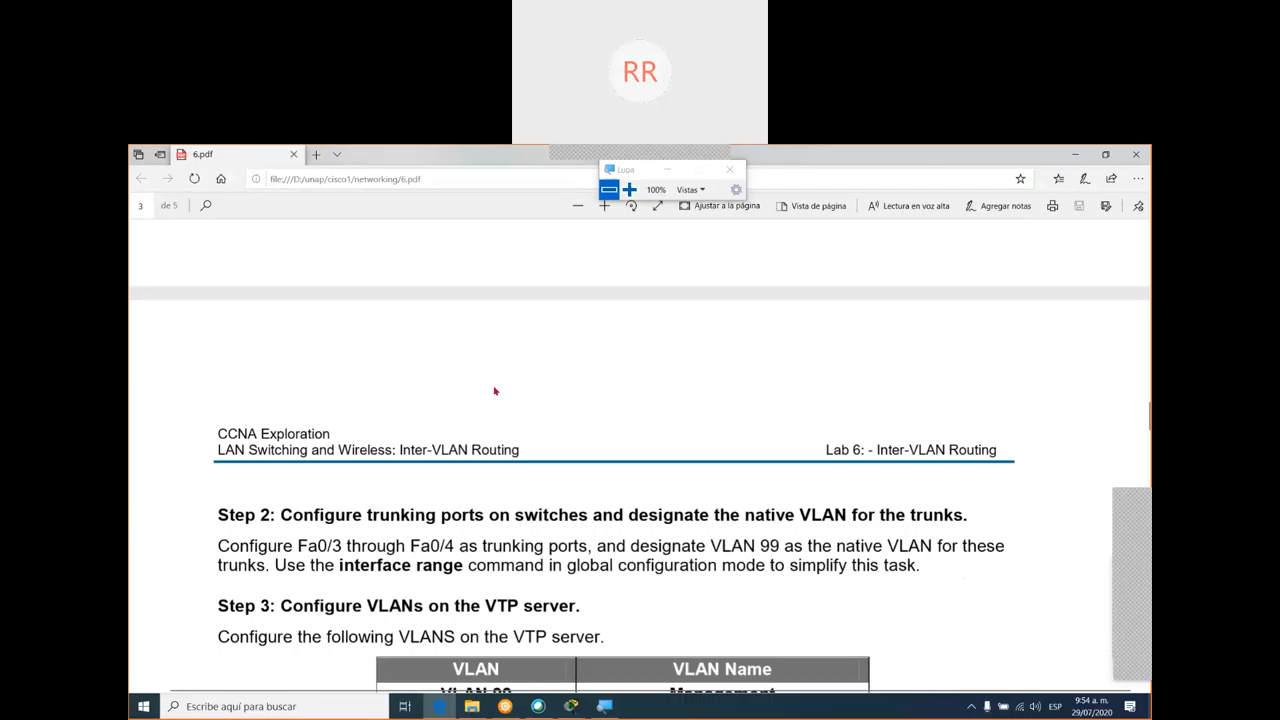 RR
6.pdf
Lupa
file:///D:/unap/cisco1/networking/6.pdf
100% Vistas
3 de 5 Ajustar a la página Vista de página Lectura en voz alta Agregar notas
CCNA Exploration
LAN Switching and Wireless: Inter-VLAN Routing Lab 6: - Inter-VLAN Routing
Step 2: Configure trunking ports on switches and designate the native VLAN for the trunks.
Configure Fa0/3 through Fa0/4 as trunking ports, and designate VLAN 99 as the native VLAN for these
trunks. Use the interface range command in global configuration mode to simplify this task.
Step 3: Configure VLANs on the VTP server.
Configure the following VLANS on the VTP server.
VLAN VLAN Name
VLAN 99 Management
Escribe aquí para buscar
ESP
9:54 a. m.
29/07/2020